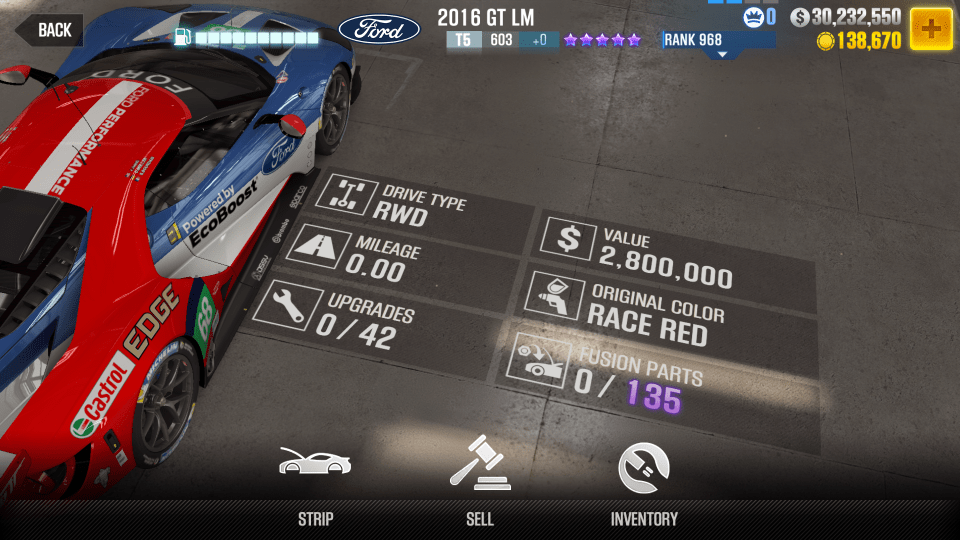 BACK
Ford
2016 GT LM
T5 603 +0
RANK 968
0
30,232,550
138,670
FORD
FORD PERFORMANCE
Ford
Powered by
EcoBoost
Castrol
EDGE
68
MICHELIN
DRIVE TYPE
RWD
MILEAGE
0.00
UPGRADES
0 / 42
VALUE
2,800,000
ORIGINAL COLOR
RACE RED
FUSION PARTS
0 / 135
STRIP
SELL
INVENTORY